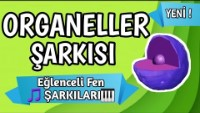 ORGANELLER
YENİ !
ŞARKISI
Eğlenceli Fen
ŞARKILARI